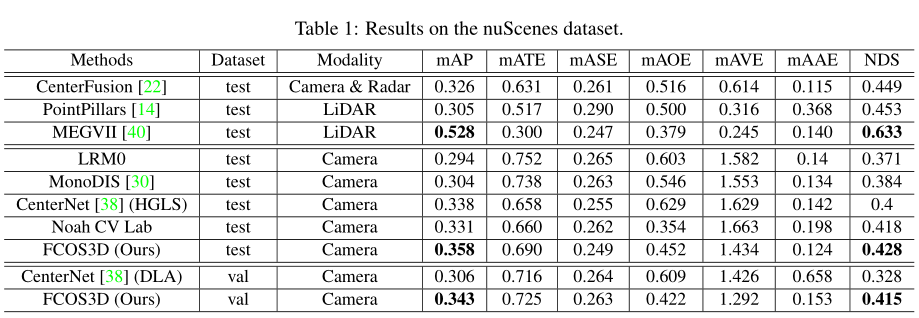 Table 1: Results on the nuScenes dataset.
Methods Dataset Modality mAP mATE mASE mAOE mAVE mAAE NDS
CenterFusion [22] test Camera & Radar 0.326 0.631 0.261 0.516 0.614 0.115 0.449
PointPillars [14] test LiDAR 0.305 0.517 0.290 0.500 0.316 0.368 0.453
MEGVII [40] test LiDAR 0.528 0.300 0.247 0.379 0.245 0.140 0.633
LRM0 test Camera 0.294 0.752 0.265 0.603 1.582 0.14 0.371
MonoDIS [30] test Camera 0.304 0.738 0.263 0.546 1.553 0.134 0.384
CenterNet [38] (HGLS) test Camera 0.338 0.658 0.255 0.629 1.629 0.142 0.4
Noah CV Lab test Camera 0.331 0.660 0.262 0.354 1.663 0.198 0.418
FCOS3D (Ours) test Camera 0.358 0.690 0.249 0.452 1.434 0.124 0.428
CenterNet [38] (DLA) val Camera 0.306 0.716 0.264 0.609 1.426 0.658 0.328
FCOS3D (Ours) val Camera 0.343 0.725 0.263 0.422 1.292 0.153 0.415